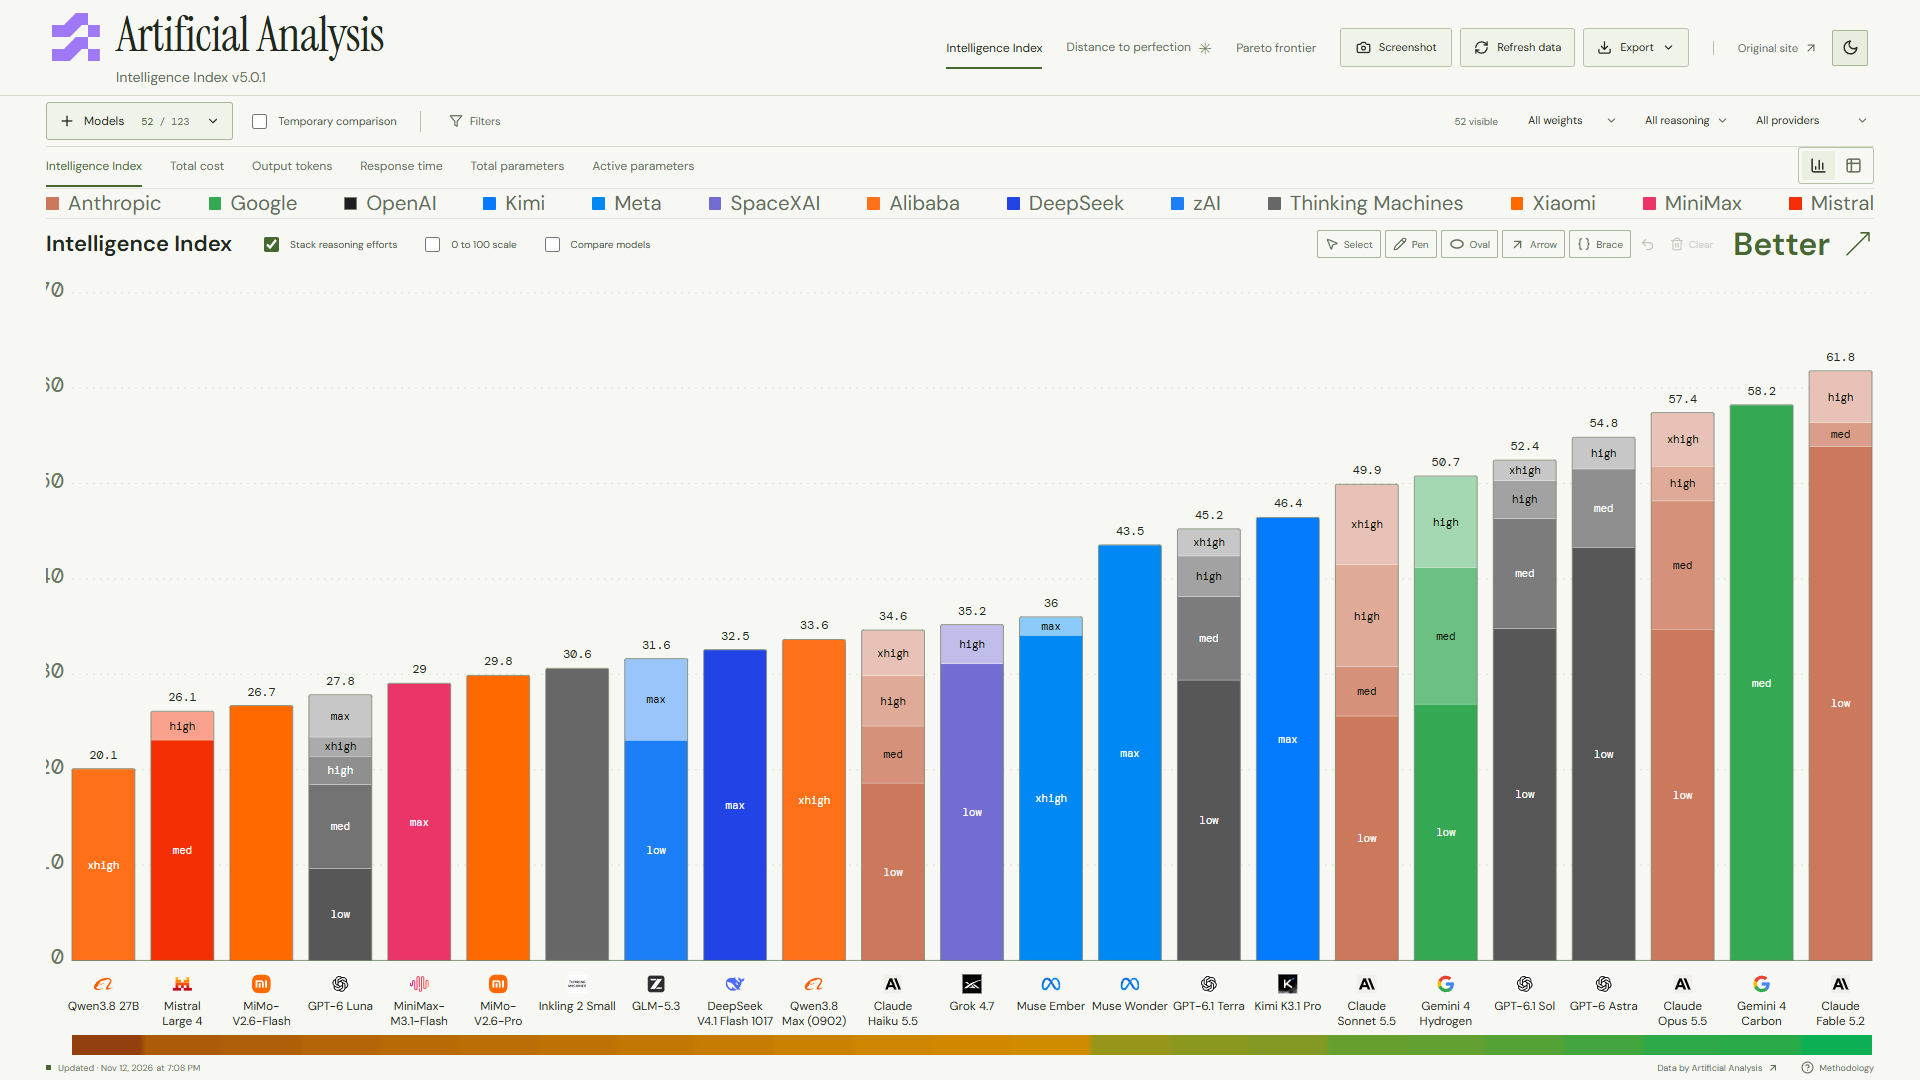 Artificial Analysis
Intelligence Index v5.0.1
Intelligence Index
Distance to perfection
Pareto frontier
Screenshot
Refresh data
Export
Original site
Models 52 / 123
Temporary comparison
Filters
52 visible
All weights
All reasoning
All providers
Intelligence Index
Total cost
Output tokens
Response time
Total parameters
Active parameters
Anthropic
Google
OpenAI
Kimi
Meta
SpaceXAI
Alibaba
DeepSeek
zAI
Thinking Machines
Xiaomi
MiniMax
Mistral
Intelligence Index
Stack reasoning efforts
0 to 100 scale
Compare models
Select
Pen
Oval
Arrow
{ } Brace
Clear
Better
70
60
50
40
30
20
10
0
20.1
xhigh
26.1
high
med
26.7
27.8
max
xhigh
high
med
low
29
max
29.8
30.6
31.6
max
low
32.5
max
33.6
xhigh
34.6
xhigh
high
med
low
35.2
high
low
36
max
xhigh
43.5
max
45.2
xhigh
high
med
low
46.4
max
49.9
xhigh
high
med
low
50.7
high
med
low
52.4
xhigh
high
med
low
54.8
high
med
low
57.4
xhigh
high
med
low
58.2
med
61.8
high
med
low
Qwen3.8 27B
Mistral
Large 4
MiMo-
V2.6-Flash
GPT-6 Luna
MiniMax-
M3.1-Flash
MiMo-
V2.6-Pro
Inkling 2 Small
GLM-5.3
DeepSeek
V4.1 Flash 1017
Qwen3.8
Max (0902)
Claude
Haiku 5.5
Grok 4.7
Muse Ember
Muse Wonder
GPT-6.1 Terra
Kimi K3.1 Pro
Claude
Sonnet 5.5
Gemini 4
Hydrogen
GPT-6.1 Sol
GPT-6 Astra
Claude
Opus 5.5
Gemini 4
Carbon
Claude
Fable 5.2
Updated · Nov 12, 2026 at 7:08 PM
Data by Artificial Analysis
Methodology